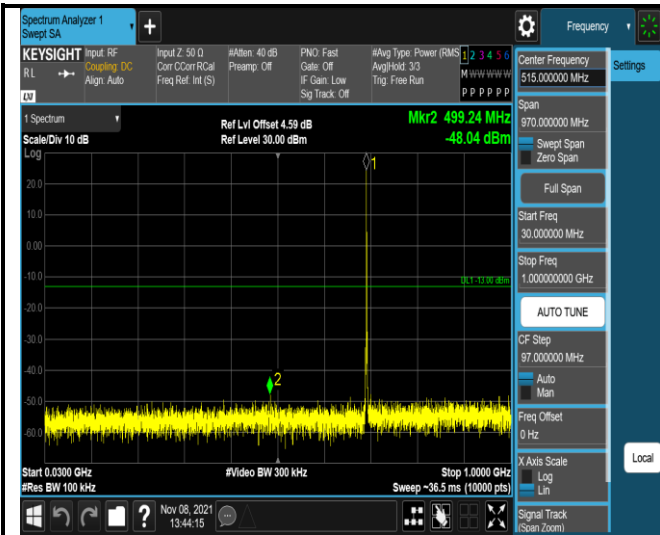 Spectrum Analyzer 1
Swept SA
+
Frequency
KEYSIGHT
RL
LXI
Input: RF
Coupling: DC
Align: Auto
Input Z: 50 Ω
Corr CCorr RCal
Freq Ref: Int (S)
#Atten: 40 dB
Preamp: Off
PNO: Fast
Gate: Off
IF Gain: Low
Sig Track: Off
#Avg Type: Power (RMS
Avg|Hold: 3/3
Trig: Free Run
1 2 3 4 5 6
M W W W W W
P P P P P P
Center Frequency
515.000000 MHz
Settings
1 Spectrum
Scale/Div 10 dB
Log
Ref Lvl Offset 4.59 dB
Ref Level 30.00 dBm
Mkr2 499.24 MHz
-48.04 dBm
Span
970.000000 MHz
Swept Span
Zero Span
Full Span
Start Freq
30.000000 MHz
Stop Freq
1.000000000 GHz
AUTO TUNE
CF Step
97.000000 MHz
Auto
Man
Freq Offset
0 Hz
X Axis Scale
Log
Lin
Signal Track
(Span Zoom)
Local
1
20.0
10.0
0.00
-10.0
DL1 -13.00 dBm
-20.0
-30.0
-40.0
2
-50.0
-60.0
Start 0.0300 GHz
#Res BW 100 kHz
#Video BW 300 kHz
Stop 1.0000 GHz
Sweep ~36.5 ms (10000 pts)
?
Nov 08, 2021
13:44:15